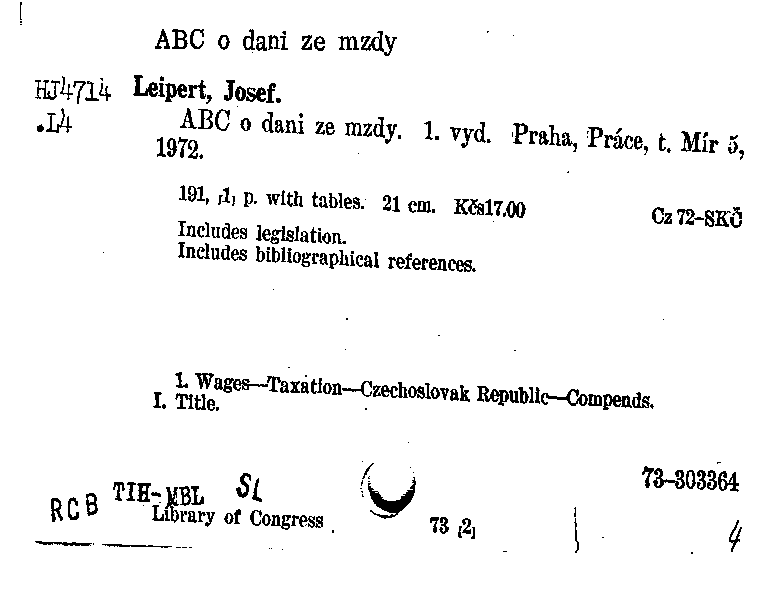 ABC o dani ze mzdy
HJ4714 Leipert, Josef.
.L4 ABC o dani ze mzdy. 1. vyd. Praha, Práce, t. Mír 5,
1972.
191, [1] p. with tables. 21 cm. Kčs17.00 Cz 72-SKČ
Includes legislation.
Includes bibliographical references.
1. Wages—Taxation—Czechoslovak Republic—Compends.
I. Title.
73-303364
RCB TIH-MBL SL
Library of Congress 73 [2] 4